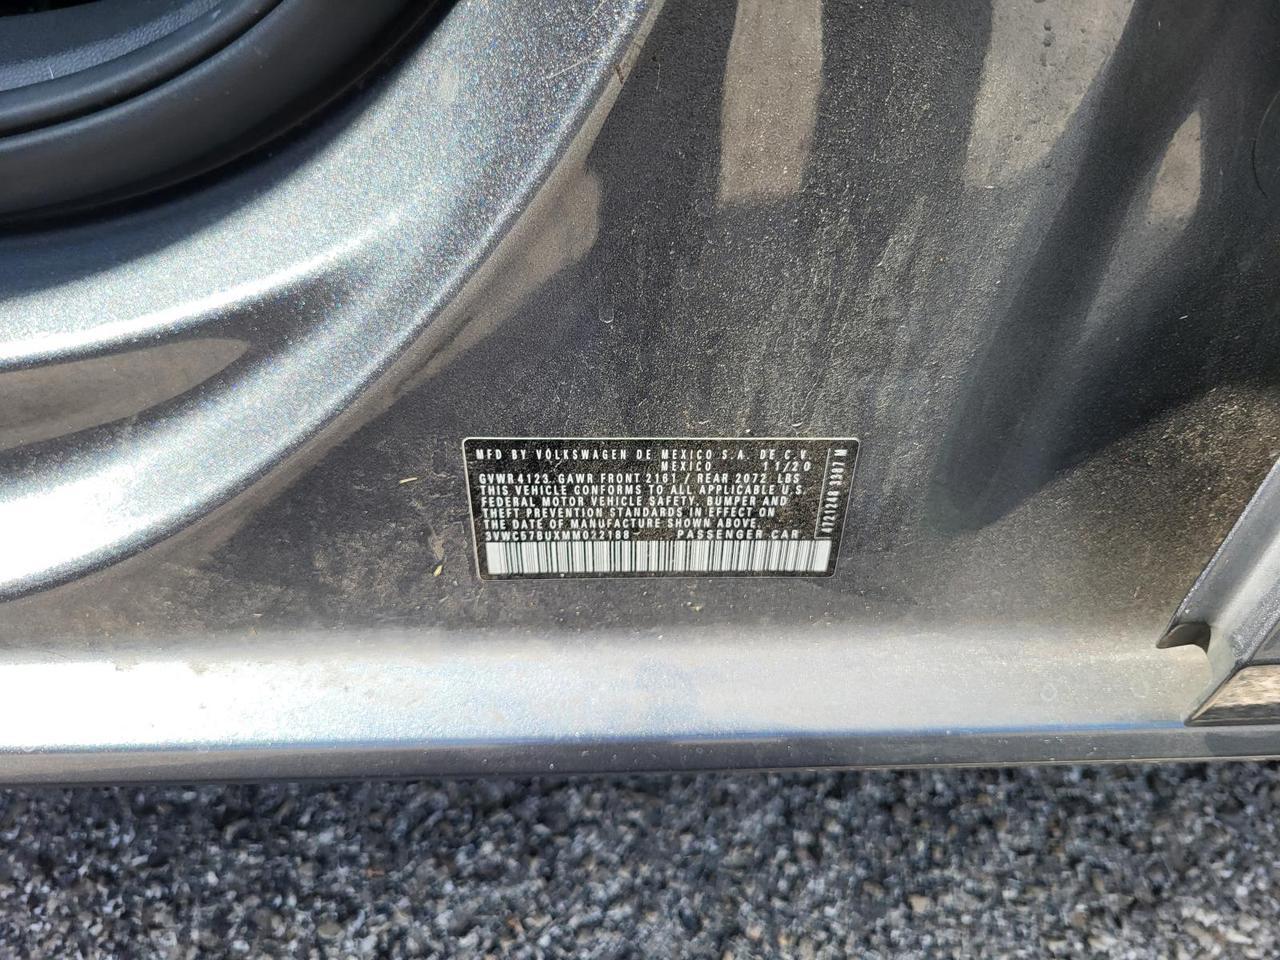 MFD BY VOLKSWAGEN DE MEXICO S.A. DE C.V.
MEXICO 11/20
GVWR 4123 GAWR FRONT 2161 / REAR 2072 LBS
THIS VEHICLE CONFORMS TO ALL APPLICABLE U.S.
FEDERAL MOTOR VEHICLE SAFETY, BUMPER AND
THEFT PREVENTION STANDARDS IN EFFECT ON
THE DATE OF MANUFACTURE SHOWN ABOVE
3VWC57BUXMM022188 PASSENGER CAR